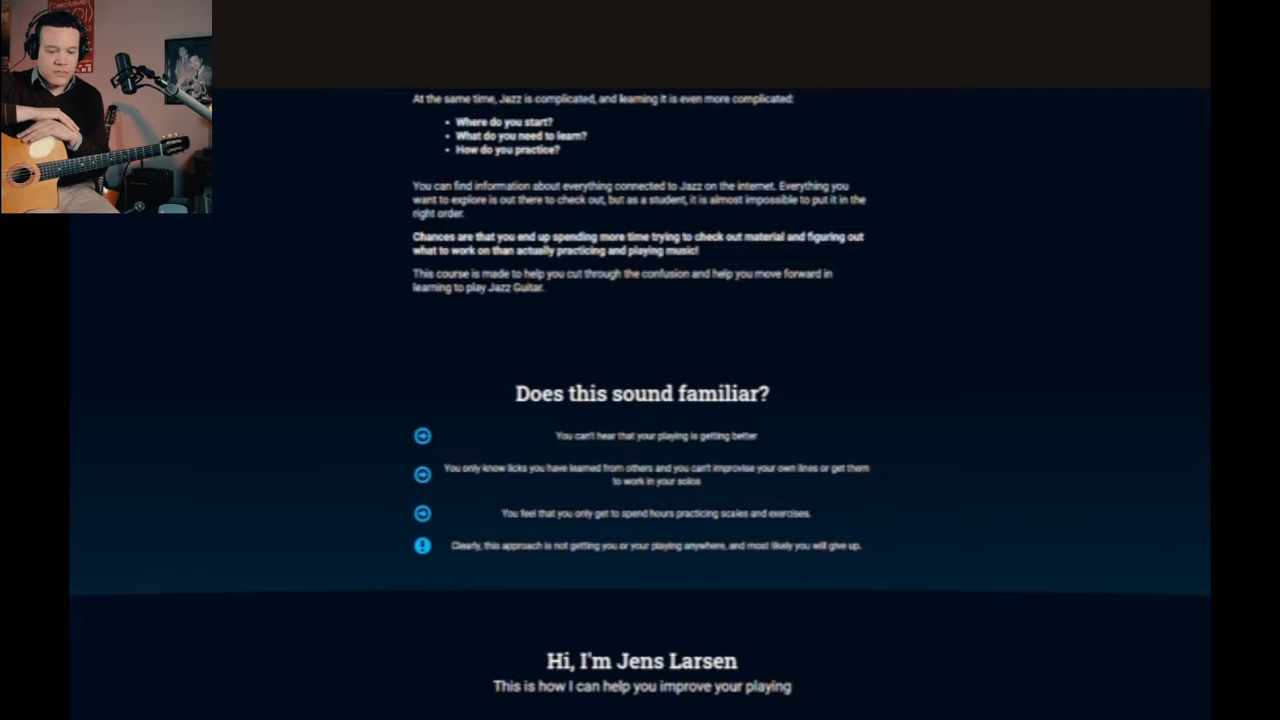 At the same time, Jazz is complicated, and learning it is even more complicated:
• Where do you start?
• What do you need to learn?
• How do you practice?
You can find information about everything connected to Jazz on the internet. Everything you
want to explore is out there to check out, but as a student, it is almost impossible to put it in the
right order.
Chances are that you end up spending more time trying to check out material and figuring out
what to work on than actually practicing and playing music!
This course is made to help you cut through the confusion and help you move forward in
learning to play Jazz Guitar.
Does this sound familiar?
You can't hear that your playing is getting better
You only know licks you have learned from others and you can't improvise your own lines or get them
to work in your solos
You feel that you only get to spend hours practicing scales and exercises.
Clearly, this approach is not getting you or your playing anywhere, and most likely you will give up.
Hi, I'm Jens Larsen
This is how I can help you improve your playing